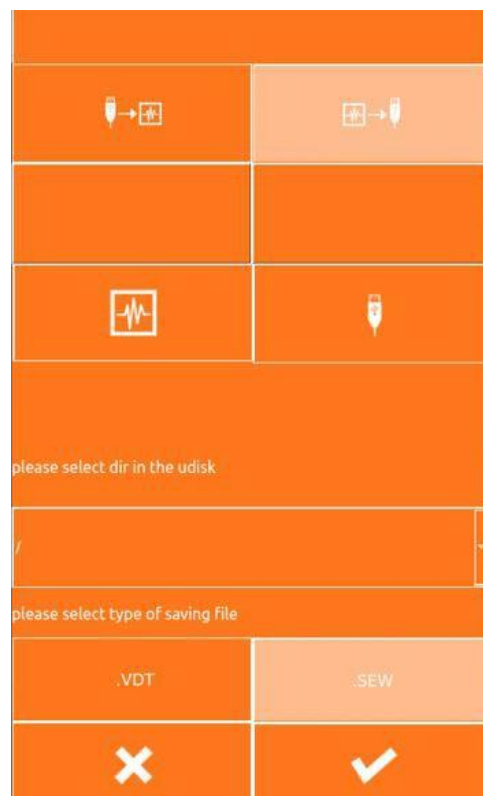 please select dir in the udisk
/
please select type of saving file
.VDT
.SEW